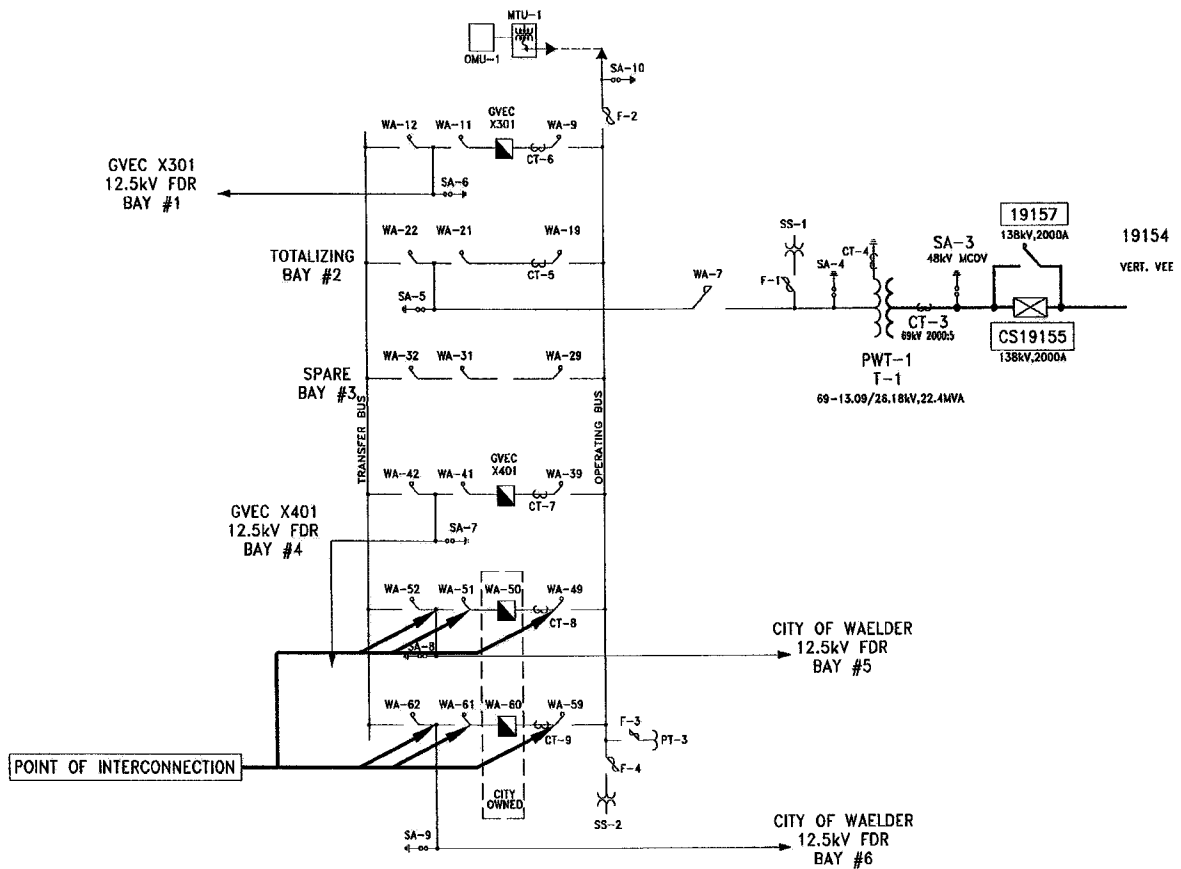 MTU-1
OMU-1
SA-10
F-2
GVEC
X301
WA-12
WA-11
WA-9
CT-6
GVEC X301
12.5kV FDR
BAY #1
SA-6
WA-22
WA-21
WA-19
CT-5
TOTALIZING
BAY #2
SA-5
WA-7
SS-1
F-1
SA-4
CT-4
SA-3
48kV MCOV
19157
138kV,2000A
19154
VERT. VEE
CT-3
69kV 2000:5
CS19155
138kV,2000A
PWT-1
T-1
69-13.09/26.18kV,22.4MVA
WA-32
WA-31
WA-29
SPARE
BAY #3
TRANSFER BUS
OPERATING BUS
GVEC
X401
WA-42
WA-41
WA-39
CT-7
GVEC X401
12.5kV FDR
BAY #4
SA-7
WA-52
WA-51
WA-50
WA-49
CT-8
SA-8
CITY OF WAELDER
12.5kV FDR
BAY #5
WA-62
WA-61
WA-60
WA-59
CT-9
F-3
PT-3
F-4
POINT OF INTERCONNECTION
CITY
OWNED
SS-2
SA-9
CITY OF WAELDER
12.5kV FDR
BAY #6